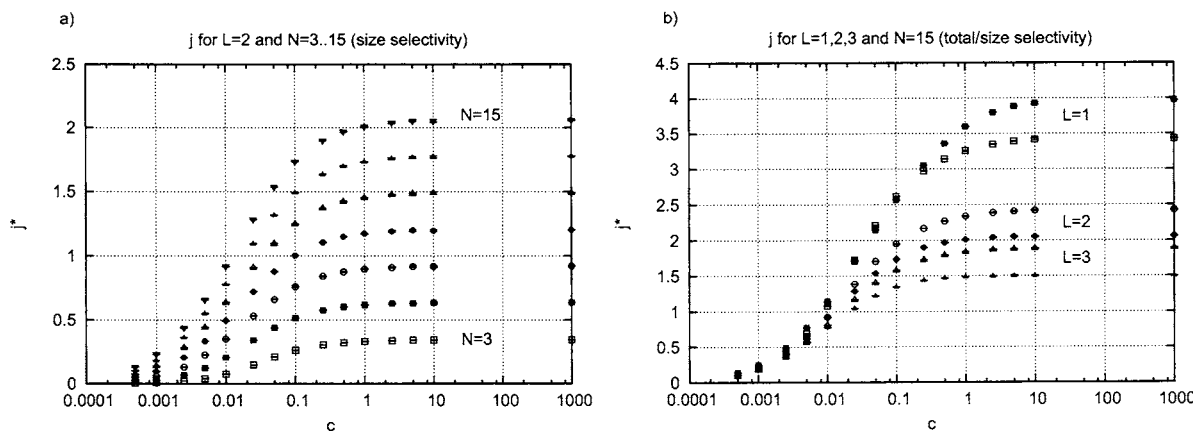 a)
j for L=2 and N=3..15 (size selectivity)
2.5
2
1.5
1
0.5
0
j*
N=15
N=3
0.0001 0.001 0.01 0.1 1 10 100 1000
c
b)
j for L=1,2,3 and N=15 (total/size selectivity)
4.5
4
3.5
3
2.5
2
1.5
1
0.5
0
j*
L=1
L=2
L=3
0.0001 0.001 0.01 0.1 1 10 100 1000
c